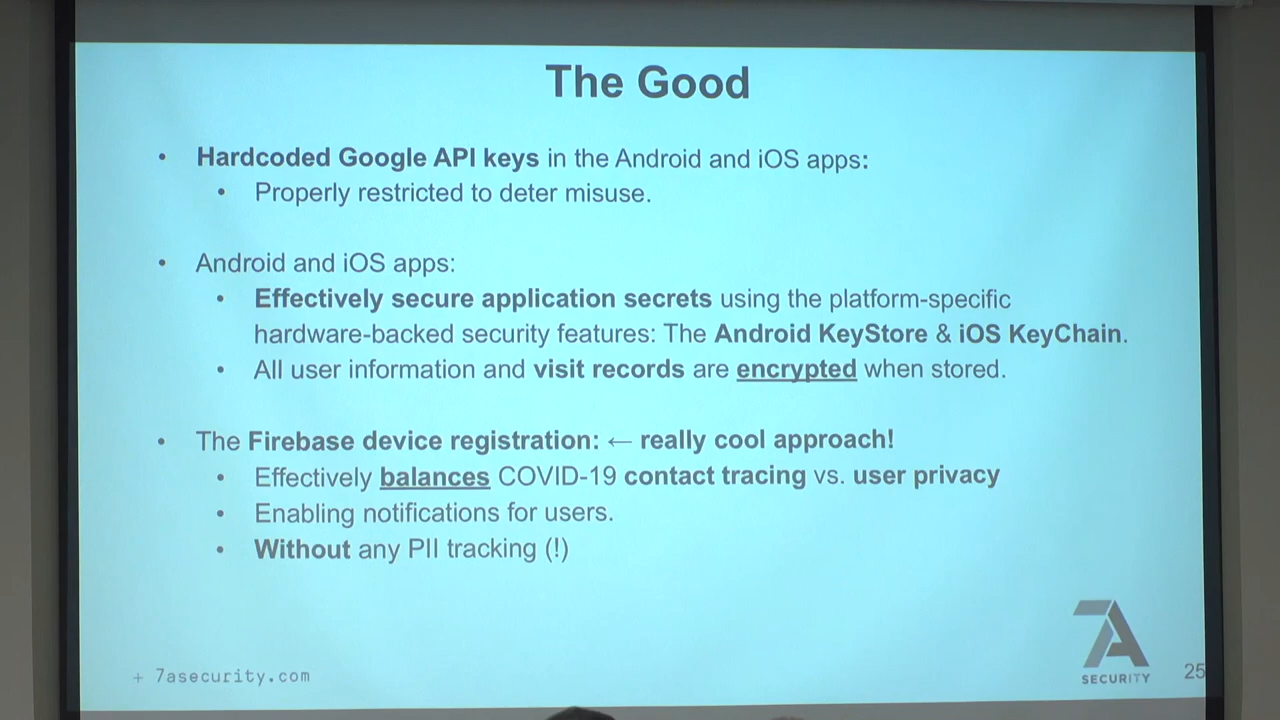 The Good
• Hardcoded Google API keys in the Android and iOS apps:
• Properly restricted to deter misuse.
• Android and iOS apps:
• Effectively secure application secrets using the platform-specific
hardware-backed security features: The Android KeyStore & iOS KeyChain.
• All user information and visit records are encrypted when stored.
• The Firebase device registration: ← really cool approach!
• Effectively balances COVID-19 contact tracing vs. user privacy
• Enabling notifications for users.
• Without any PII tracking (!)
+ 7asecurity.com
7A
SECURITY
25